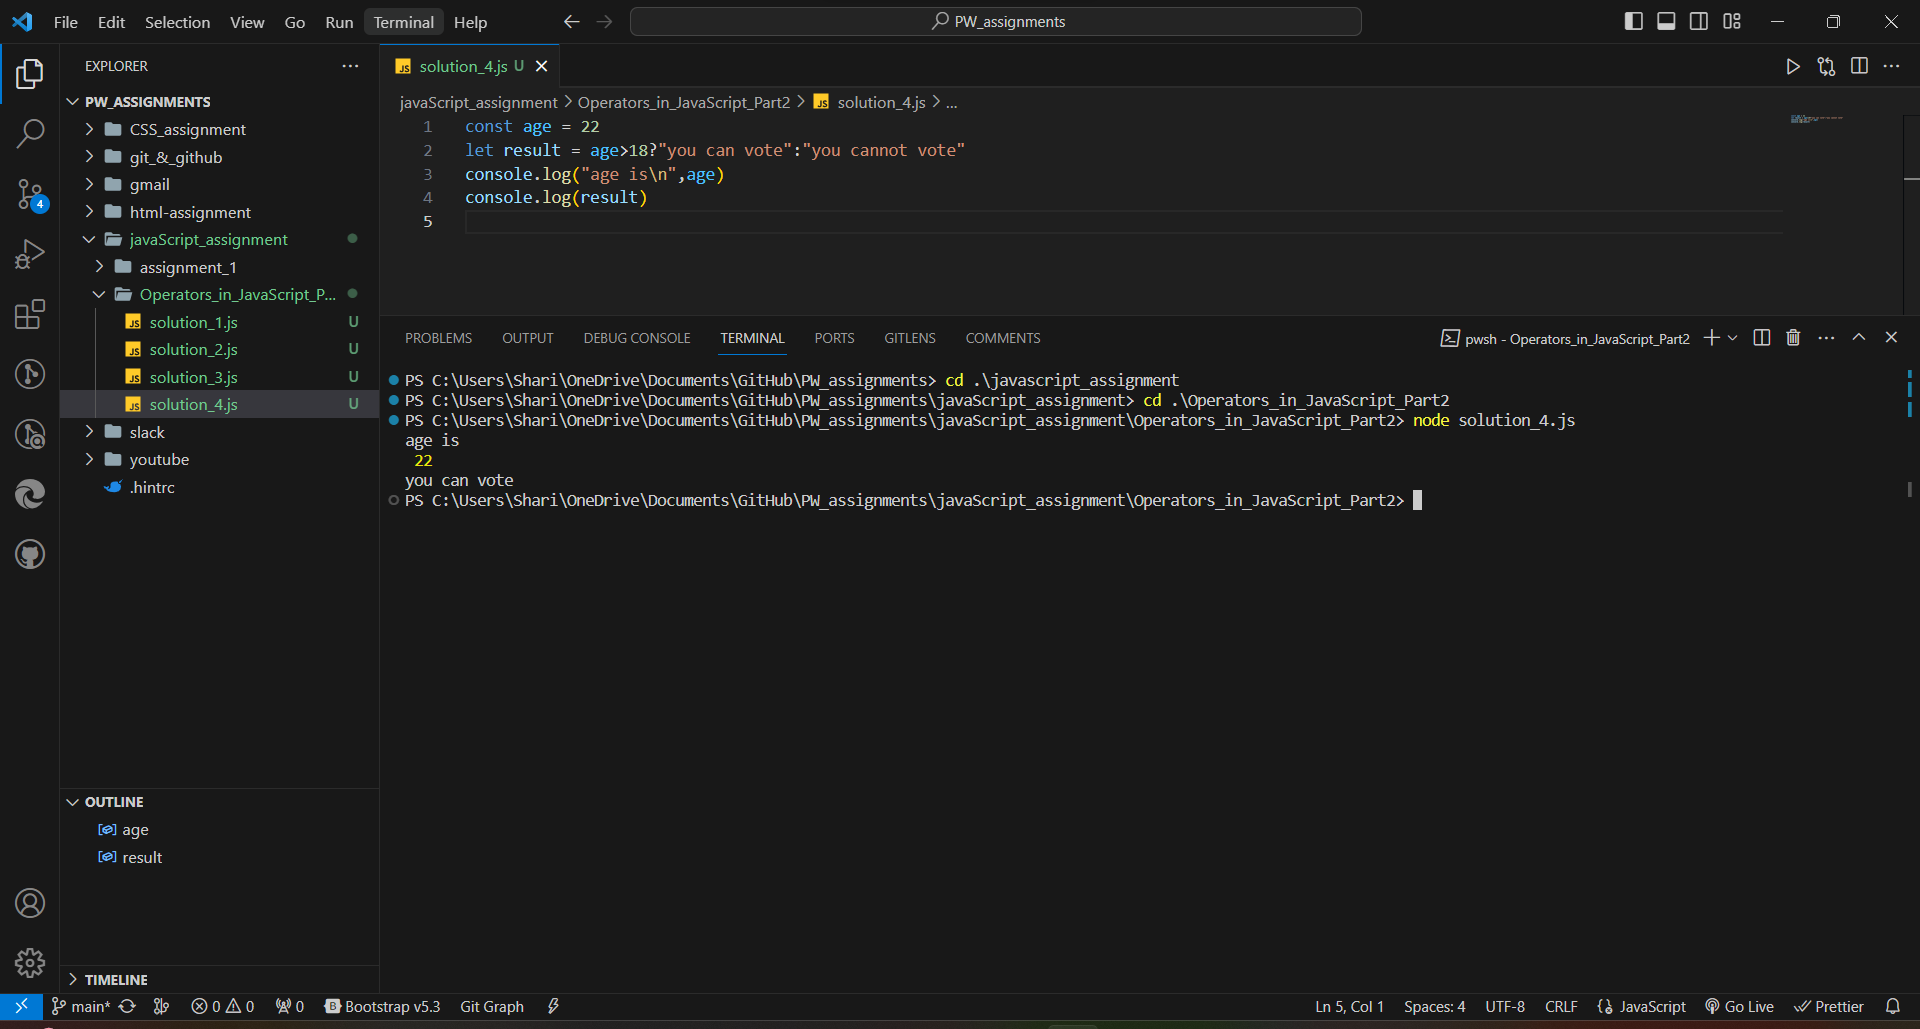 File Edit Selection View Go Run Terminal Help
PW_assignments
EXPLORER
PW_ASSIGNMENTS
CSS_assignment
git_&_github
gmail
html-assignment
javaScript_assignment
assignment_1
Operators_in_JavaScript_P...
solution_1.js U
solution_2.js U
solution_3.js U
solution_4.js U
slack
youtube
.hintrc
OUTLINE
age
result
TIMELINE
4
JS solution_4.js U
javaScript_assignment > Operators_in_JavaScript_Part2 > JS solution_4.js > ...
1 const age = 22
2 let result = age>18?"you can vote":"you cannot vote"
3 console.log("age is\n",age)
4 console.log(result)
5
PROBLEMS OUTPUT DEBUG CONSOLE TERMINAL PORTS GITLENS COMMENTS
pwsh - Operators_in_JavaScript_Part2
PS C:\Users\Shari\OneDrive\Documents\GitHub\PW_assignments> cd .\javascript_assignment
PS C:\Users\Shari\OneDrive\Documents\GitHub\PW_assignments\javaScript_assignment> cd .\Operators_in_JavaScript_Part2
PS C:\Users\Shari\OneDrive\Documents\GitHub\PW_assignments\javaScript_assignment\Operators_in_JavaScript_Part2> node solution_4.js
age is
22
you can vote
PS C:\Users\Shari\OneDrive\Documents\GitHub\PW_assignments\javaScript_assignment\Operators_in_JavaScript_Part2>
main* 0 0 0 B Bootstrap v5.3 Git Graph Ln 5, Col 1 Spaces: 4 UTF-8 CRLF {} JavaScript Go Live Prettier